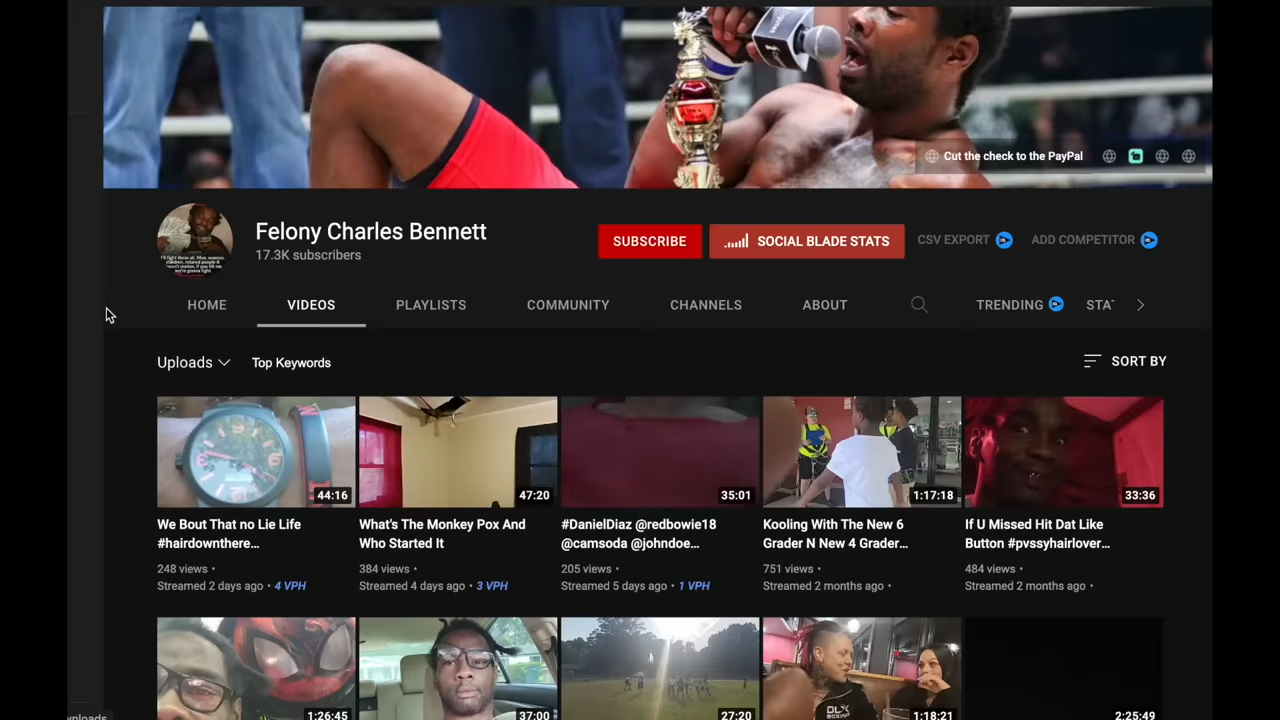 Cut the check to the PayPal
Felony Charles Bennett
17.3K subscribers
SUBSCRIBE
SOCIAL BLADE STATS
CSV EXPORT
ADD COMPETITOR
HOME
VIDEOS
PLAYLISTS
COMMUNITY
CHANNELS
ABOUT
TRENDING
STAT
Uploads
Top Keywords
SORT BY
44:16
47:20
35:01
1:17:18
33:36
We Bout That no Lie Life
#hairdownthere...
248 views •
Streamed 2 days ago • 4 VPH
What's The Monkey Pox And
Who Started It
384 views •
Streamed 4 days ago • 3 VPH
#DanielDiaz @redbowie18
@camsoda @johndoe...
205 views •
Streamed 5 days ago • 1 VPH
Kooling With The New 6
Grader N New 4 Grader...
751 views •
Streamed 2 months ago •
If U Missed Hit Dat Like
Button #pvssyhairlover...
484 views •
Streamed 2 months ago •
1:26:45
37:00
27:20
1:18:21
2:25:49